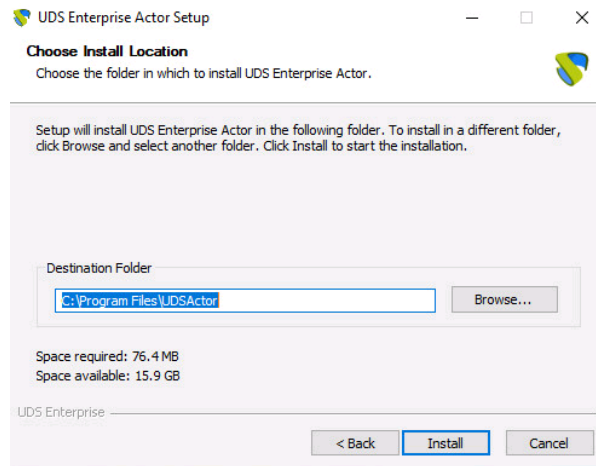 UDS Enterprise Actor Setup
Choose Install Location
Choose the folder in which to install UDS Enterprise Actor.
Setup will install UDS Enterprise Actor in the following folder. To install in a different folder,
click Browse and select another folder. Click Install to start the installation.
Destination Folder
C:\Program Files\UDSActor
Browse...
Space required: 76.4 MB
Space available: 15.9 GB
UDS Enterprise
< Back
Install
Cancel